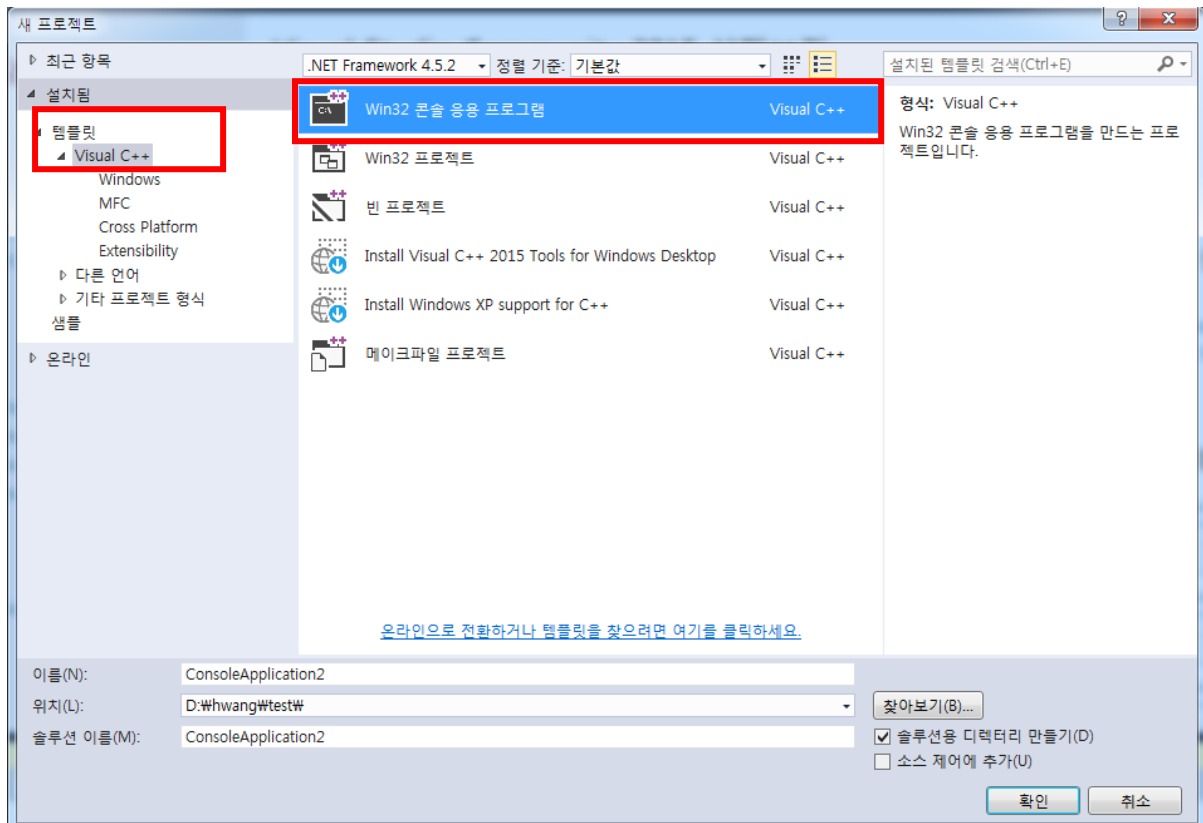 새 프로젝트
최근 항목
.NET Framework 4.5.2 정렬 기준: 기본값
설치된 템플릿 검색(Ctrl+E)
설치됨
템플릿
Visual C++
Windows
MFC
Cross Platform
Extensibility
다른 언어
기타 프로젝트 형식
샘플
온라인
Win32 콘솔 응용 프로그램 Visual C++
Win32 프로젝트 Visual C++
빈 프로젝트 Visual C++
Install Visual C++ 2015 Tools for Windows Desktop Visual C++
Install Windows XP support for C++ Visual C++
메이크파일 프로젝트 Visual C++
형식: Visual C++
Win32 콘솔 응용 프로그램을 만드는 프로
젝트입니다.
온라인으로 전환하거나 템플릿을 찾으려면 여기를 클릭하세요.
이름(N): ConsoleApplication2
위치(L): D:₩hwang₩test₩ 찾아보기(B)...
솔루션 이름(M): ConsoleApplication2 솔루션용 디렉터리 만들기(D)
소스 제어에 추가(U)
확인 취소